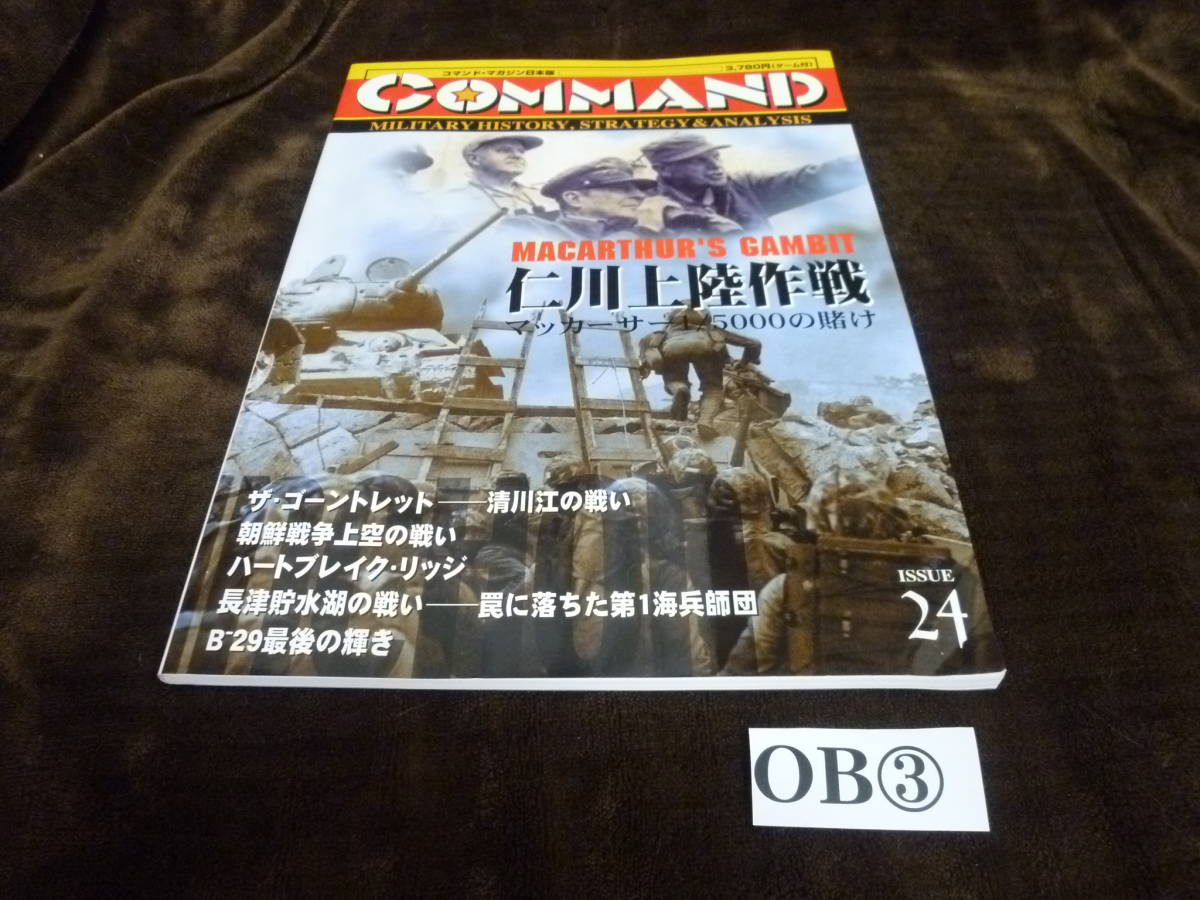 コマンド・マガジン日本版
3,780円(ゲーム付)
COMMAND
MILITARY HISTORY, STRATEGY & ANALYSIS
MACARTHUR'S GAMBIT
仁川上陸作戦
マッカーサー1/5000の賭け
ザ・ゴーントレット――清川江の戦い
朝鮮戦争上空の戦い
ハートブレイク・リッジ
長津貯水湖の戦い――罠に落ちた第1海兵師団
B-29最後の輝き
ISSUE
24
OB③